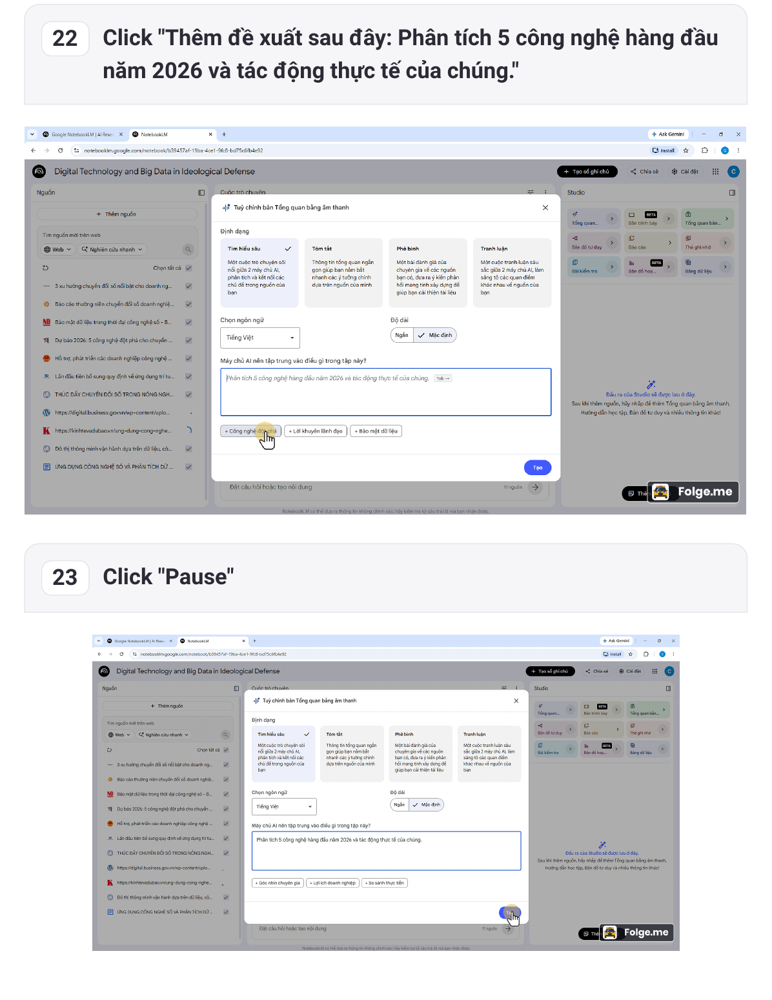 22
Click "Thêm đề xuất sau đây: Phân tích 5 công nghệ hàng đầu
năm 2026 và tác động thực tế của chúng."
Google NotebookLM | AI Resea
NotebookLM
Ask Gemini
notebooklm.google.com/notebook/b39457af-19ba-4ce1-9fc8-bd75c6fb4e92
Install
Digital Technology and Big Data in Ideological Defense
Tạo sổ ghi chú
Chia sẻ
Cài đặt
C
Nguồn
Cuộc trò chuyện
Studio
+ Thêm nguồn
Tìm nguồn mới trên web
Web
Nghiên cứu nhanh
Chọn tất cả
3 xu hướng chuyển đổi số nổi bật cho doanh ng...
Báo cáo thường niên chuyển đổi số doanh nghiệ...
Bảo mật dữ liệu trong thời đại công nghệ số - B...
Dự báo 2026: 5 công nghệ đột phá cho chuyển ...
Hỗ trợ, phát triển các doanh nghiệp công nghệ ...
Lần đầu tiên bổ sung quy định về ứng dụng trí tu...
THÚC ĐẨY CHUYỂN ĐỔI SỐ TRONG NÔNG NGH...
https://digital.business.gov.vn/wp-content/uplo...
https://kinhtevadubao.vn/ung-dung-cong-nghe...
Đô thị thông minh vận hành dựa trên dữ liệu, cô...
ỨNG DỤNG CÔNG NGHỆ SỐ VÀ PHÂN TÍCH DỮ ...
Tuỳ chỉnh bản Tổng quan bằng âm thanh
Định dạng
Tìm hiểu sâu
Một cuộc trò chuyện sôi
nổi giữa 2 máy chủ AI,
phân tích và kết nối các
chủ đề trong nguồn của
bạn
Tóm tắt
Thông tin tổng quan ngắn
gọn giúp bạn nắm bắt
nhanh các ý tưởng chính
dựa trên nguồn của mình
Phê bình
Một bài đánh giá của
chuyên gia về các nguồn
bạn có, đưa ra ý kiến phản
hồi mang tính xây dựng để
giúp bạn cải thiện tài liệu
Tranh luận
Một cuộc tranh luận sâu
sắc giữa 2 máy chủ AI, làm
sáng tỏ các quan điểm
khác nhau về nguồn của
bạn
Chọn ngôn ngữ
Độ dài
Tiếng Việt
Ngắn
Mặc định
Máy chủ AI nên tập trung vào điều gì trong tập này?
Phân tích 5 công nghệ hàng đầu năm 2026 và tác động thực tế của chúng.
Tab →
+ Công nghệ đột phá
+ Lời khuyên lãnh đạo
+ Bảo mật dữ liệu
Tạo
Đặt câu hỏi hoặc tạo nội dung
11 nguồn
NotebookLM có thể đưa ra thông tin không chính xác; hãy kiểm tra kỹ câu trả lời mà bạn nhận được.
Tổng quan...
BETA
Bản trình bày
Tổng quan bằn...
Bản đồ tư duy
Báo cáo
Thẻ ghi nhớ
Bài kiểm tra
BETA
Bản đồ hoạ...
Bảng dữ liệu
Đầu ra của Studio sẽ được lưu ở đây.
Sau khi thêm nguồn, hãy nhấp để thêm Tổng quan bằng âm thanh,
Hướng dẫn học tập, Bản đồ tư duy và nhiều thông tin khác!
Folge.me
23
Click "Pause"
Google NotebookLM | AI Resea
NotebookLM
Ask Gemini
notebooklm.google.com/notebook/b39457af-19ba-4ce1-9fc8-bd75c6fb4e92
Install
Digital Technology and Big Data in Ideological Defense
Tạo sổ ghi chú
Chia sẻ
Cài đặt
C
Nguồn
Cuộc trò chuyện
Studio
+ Thêm nguồn
Tìm nguồn mới trên web
Web
Nghiên cứu nhanh
Chọn tất cả
3 xu hướng chuyển đổi số nổi bật cho doanh ng...
Báo cáo thường niên chuyển đổi số doanh nghiệ...
Bảo mật dữ liệu trong thời đại công nghệ số - B...
Dự báo 2026: 5 công nghệ đột phá cho chuyển ...
Hỗ trợ, phát triển các doanh nghiệp công nghệ ...
Lần đầu tiên bổ sung quy định về ứng dụng trí tu...
THÚC ĐẨY CHUYỂN ĐỔI SỐ TRONG NÔNG NGH...
https://digital.business.gov.vn/wp-content/uplo...
https://kinhtevadubao.vn/ung-dung-cong-nghe...
Đô thị thông minh vận hành dựa trên dữ liệu, cô...
ỨNG DỤNG CÔNG NGHỆ SỐ VÀ PHÂN TÍCH DỮ ...
Tuỳ chỉnh bản Tổng quan bằng âm thanh
Định dạng
Tìm hiểu sâu
Một cuộc trò chuyện sôi
nổi giữa 2 máy chủ AI,
phân tích và kết nối các
chủ đề trong nguồn của
bạn
Tóm tắt
Thông tin tổng quan ngắn
gọn giúp bạn nắm bắt
nhanh các ý tưởng chính
dựa trên nguồn của mình
Phê bình
Một bài đánh giá của
chuyên gia về các nguồn
bạn có, đưa ra ý kiến phản
hồi mang tính xây dựng để
giúp bạn cải thiện tài liệu
Tranh luận
Một cuộc tranh luận sâu
sắc giữa 2 máy chủ AI, làm
sáng tỏ các quan điểm
khác nhau về nguồn của
bạn
Chọn ngôn ngữ
Độ dài
Tiếng Việt
Ngắn
Mặc định
Máy chủ AI nên tập trung vào điều gì trong tập này?
Phân tích 5 công nghệ hàng đầu năm 2026 và tác động thực tế của chúng.
+ Góc nhìn chuyên gia
+ Lợi ích doanh nghiệp
+ So sánh thực tiễn
Đặt câu hỏi hoặc tạo nội dung
11 nguồn
NotebookLM có thể đưa ra thông tin không chính xác; hãy kiểm tra kỹ câu trả lời mà bạn nhận được.
Tổng quan...
BETA
Bản trình bày
Tổng quan bằn...
Bản đồ tư duy
Báo cáo
Thẻ ghi nhớ
Bài kiểm tra
BETA
Bản đồ hoạ...
Bảng dữ liệu
Đầu ra của Studio sẽ được lưu ở đây.
Sau khi thêm nguồn, hãy nhấp để thêm Tổng quan bằng âm thanh,
Hướng dẫn học tập, Bản đồ tư duy và nhiều thông tin khác!
Folge.me